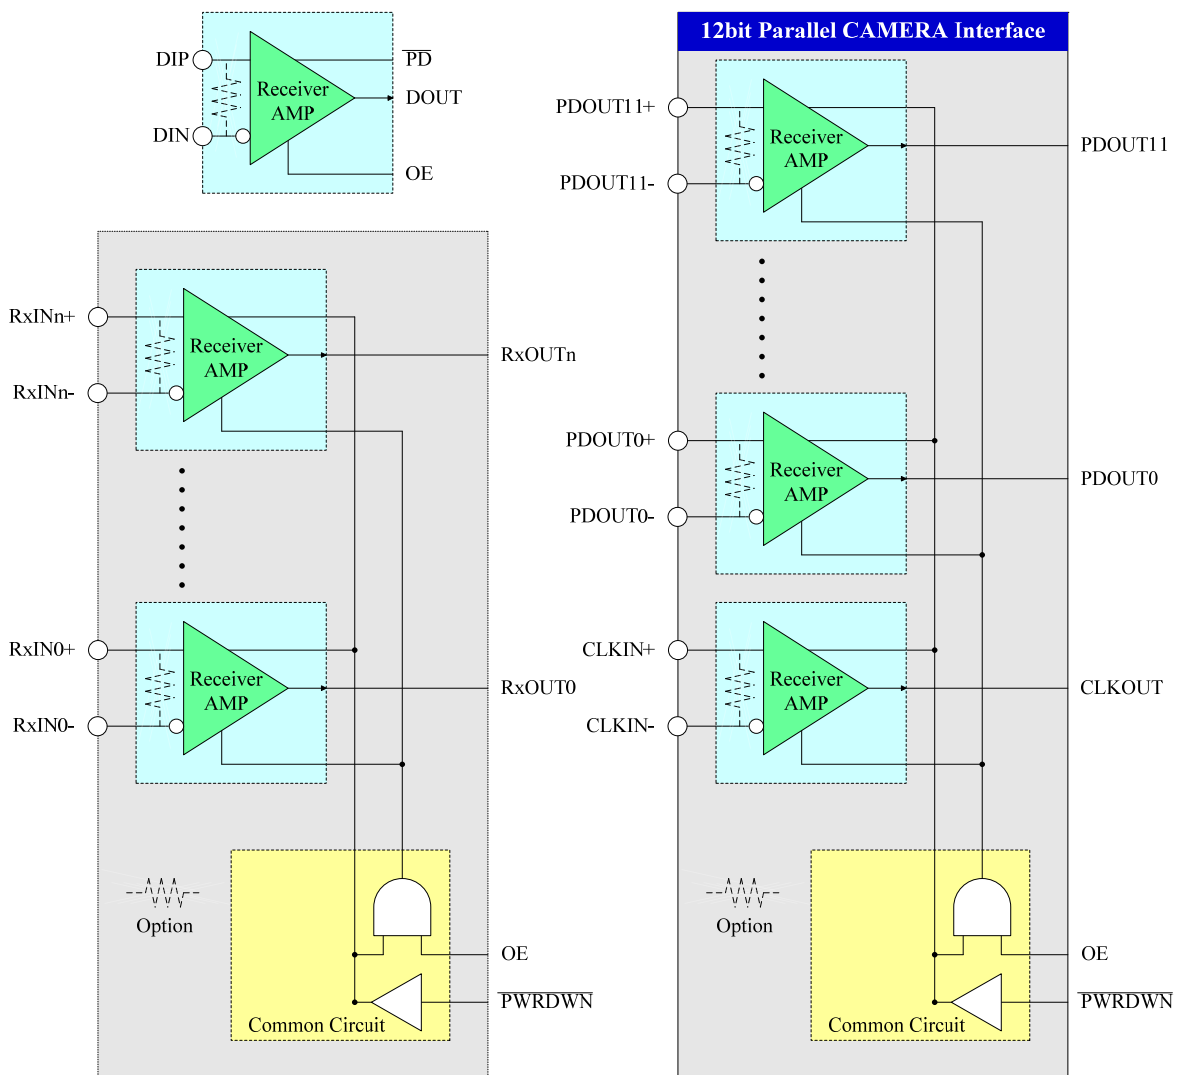 DIP
DIN
Receiver
AMP
PD
DOUT
OE
RxINn+
RxINn-
Receiver
AMP
RxOUTn
RxIN0+
RxIN0-
Receiver
AMP
RxOUT0
Option
OE
PWRDWN
Common Circuit
12bit Parallel CAMERA Interface
PDOUT11+
PDOUT11-
Receiver
AMP
PDOUT11
PDOUT0+
PDOUT0-
Receiver
AMP
PDOUT0
CLKIN+
CLKIN-
Receiver
AMP
CLKOUT
Option
OE
PWRDWN
Common Circuit